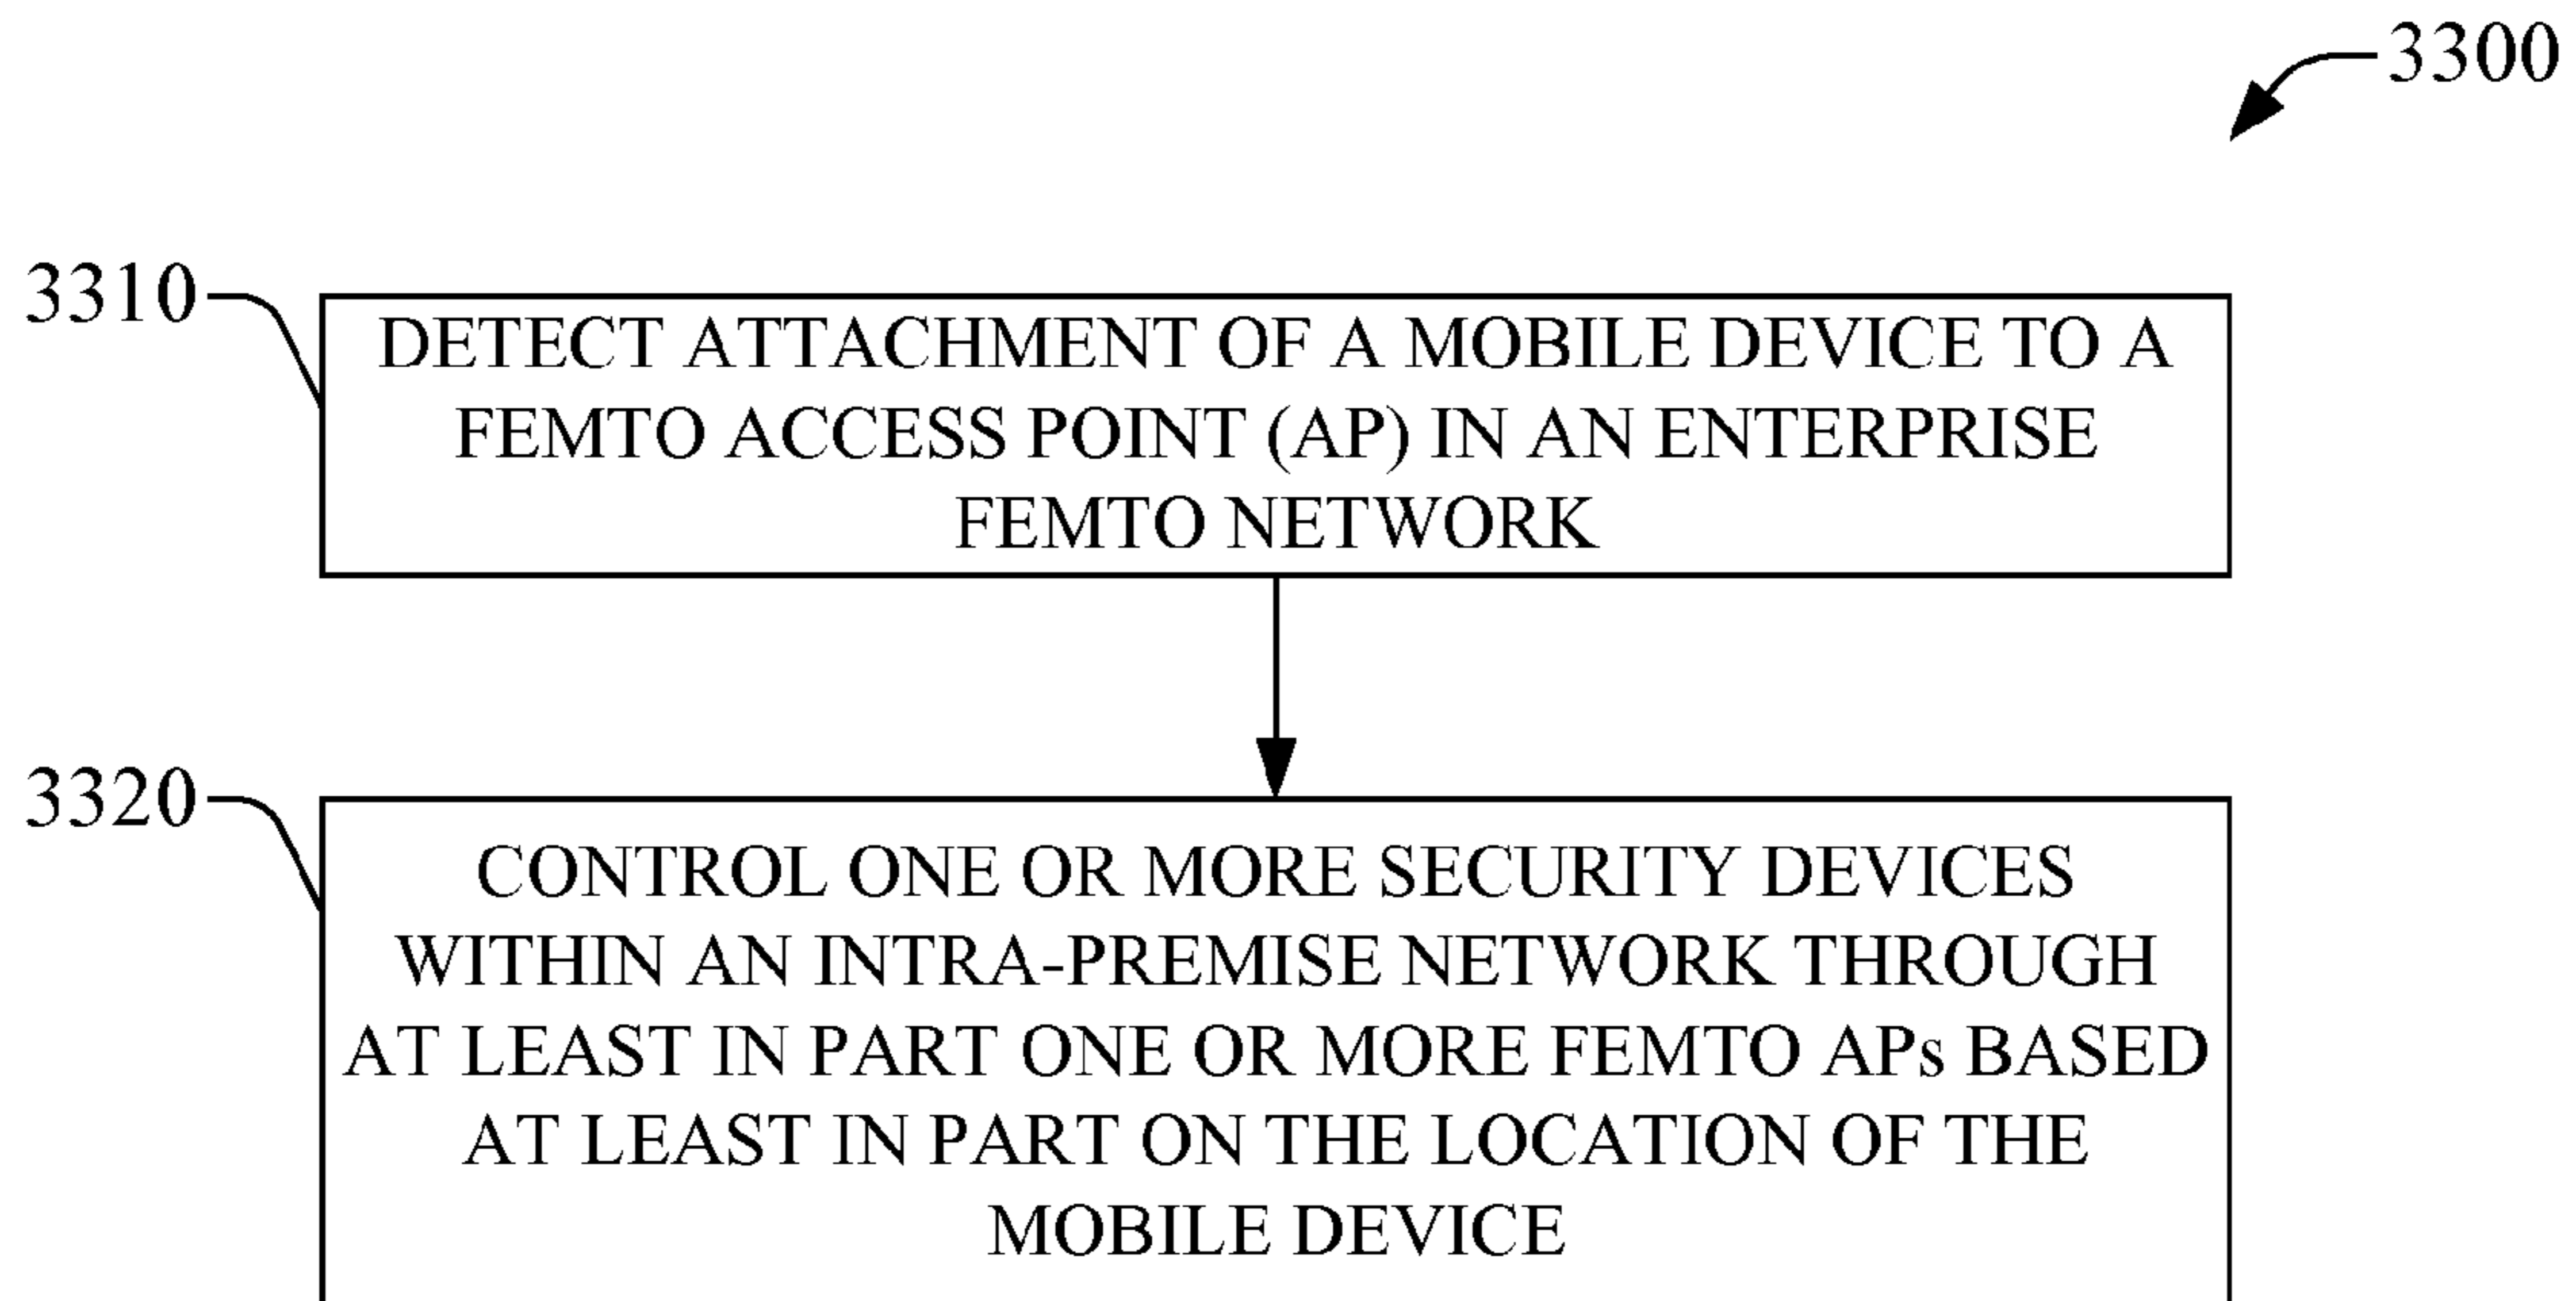 3300
3310
DETECT ATTACHMENT OF A MOBILE DEVICE TO A
FEMTO ACCESS POINT (AP) IN AN ENTERPRISE
FEMTO NETWORK
3320
CONTROL ONE OR MORE SECURITY DEVICES
WITHIN AN INTRA-PREMISE NETWORK THROUGH
AT LEAST IN PART ONE OR MORE FEMTO APs BASED
AT LEAST IN PART ON THE LOCATION OF THE
MOBILE DEVICE